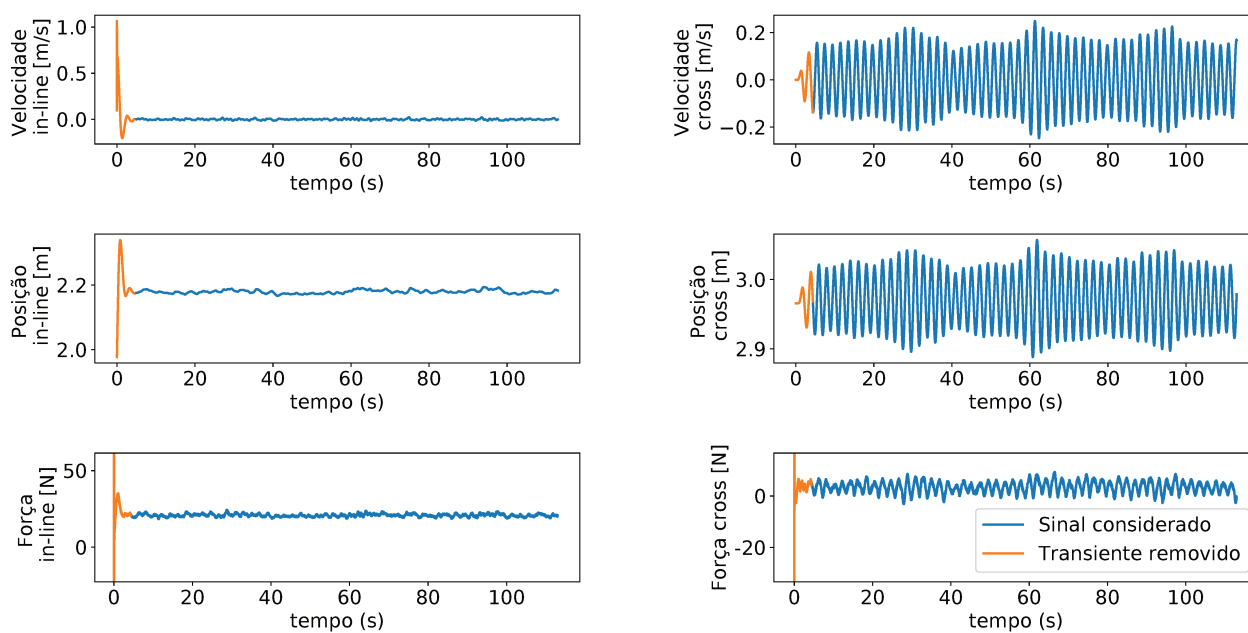 Velocidade
in-line [m/s]
1.0
0.5
0.0
0 20 40 60 80 100
tempo (s)
Velocidade
cross [m/s]
0.2
0.0
−0.2
0 20 40 60 80 100
tempo (s)
Posição
in-line [m]
2.2
2.0
0 20 40 60 80 100
tempo (s)
Posição
cross [m]
3.0
2.9
0 20 40 60 80 100
tempo (s)
Força
in-line [N]
50
0
0 20 40 60 80 100
tempo (s)
Força cross [N]
0
-20
Sinal considerado
Transiente removido
0 20 40 60 80 100
tempo (s)